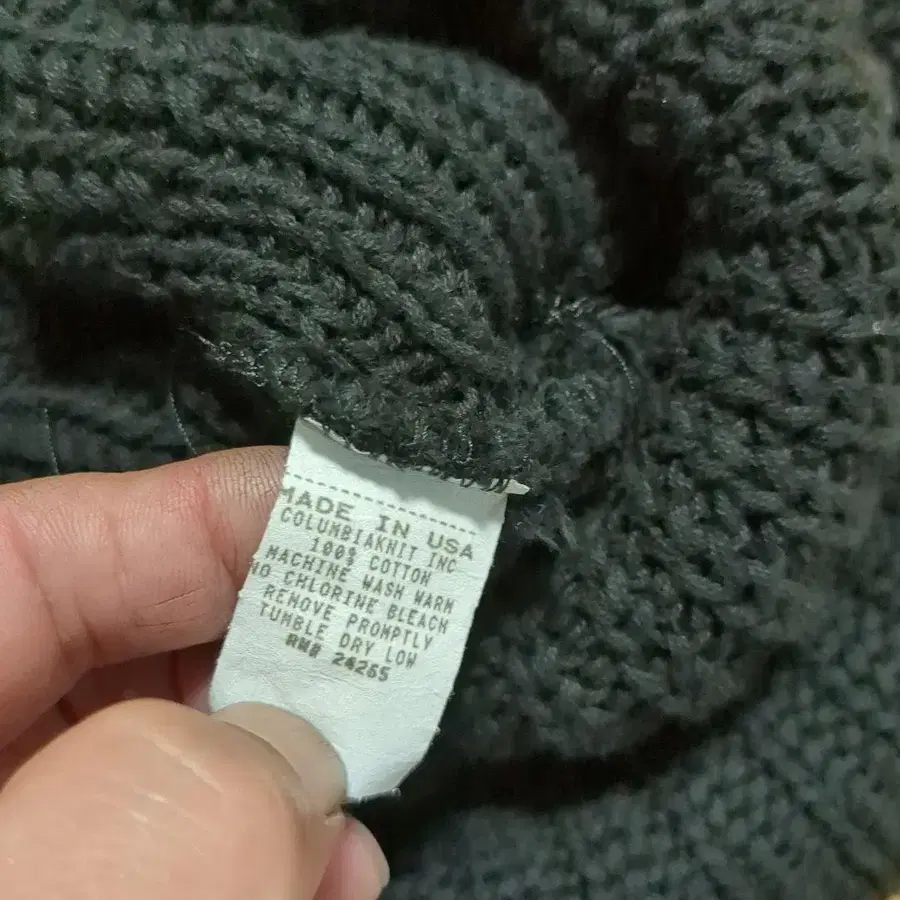 MADE IN USA
COLUMBIAKNIT INC
100% COTTON
MACHINE WASH WARM
NO CHLORINE BLEACH
REMOVE PROMPTLY
TUMBLE DRY LOW
RN# 24265